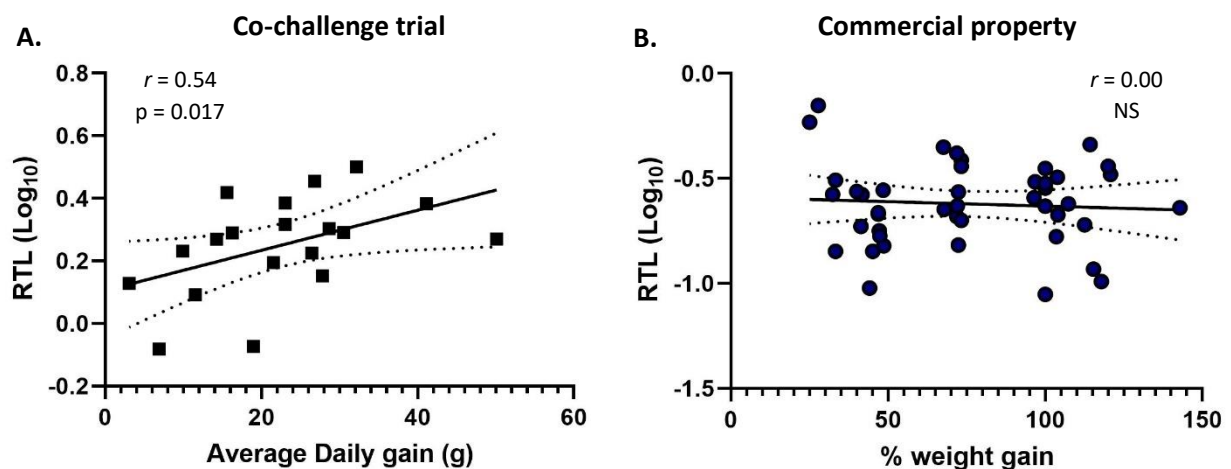 Co-challenge trial
A.
r = 0.54
p = 0.017
0.8
0.6
0.4
0.2
0.0
-0.2
RTL (Log10)
0 20 40 60
Average Daily gain (g)
Commercial property
B.
r = 0.00
NS
0.0
-0.5
-1.0
-1.5
RTL (Log10)
0 50 100 150
% weight gain